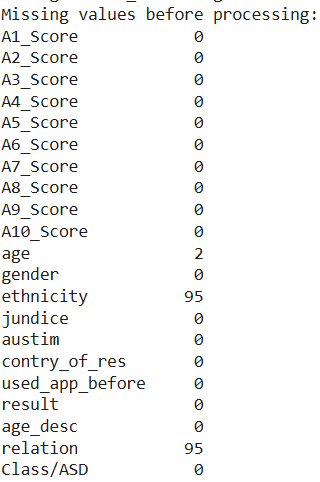 Missing values before processing:
A1_Score 0
A2_Score 0
A3_Score 0
A4_Score 0
A5_Score 0
A6_Score 0
A7_Score 0
A8_Score 0
A9_Score 0
A10_Score 0
age 2
gender 0
ethnicity 95
jundice 0
austim 0
contry_of_res 0
used_app_before 0
result 0
age_desc 0
relation 95
Class/ASD 0